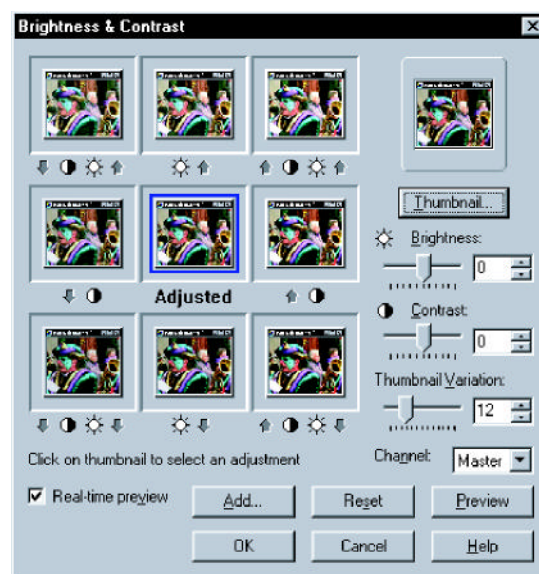 Brightness & Contrast
Thumbnail...
Brightness:
0
Adjusted
Contrast:
0
Thumbnail Variation:
12
Click on thumbnail to select an adjustment
Channel: Master
Real-time preview
Add...
Reset
Preview
OK
Cancel
Help